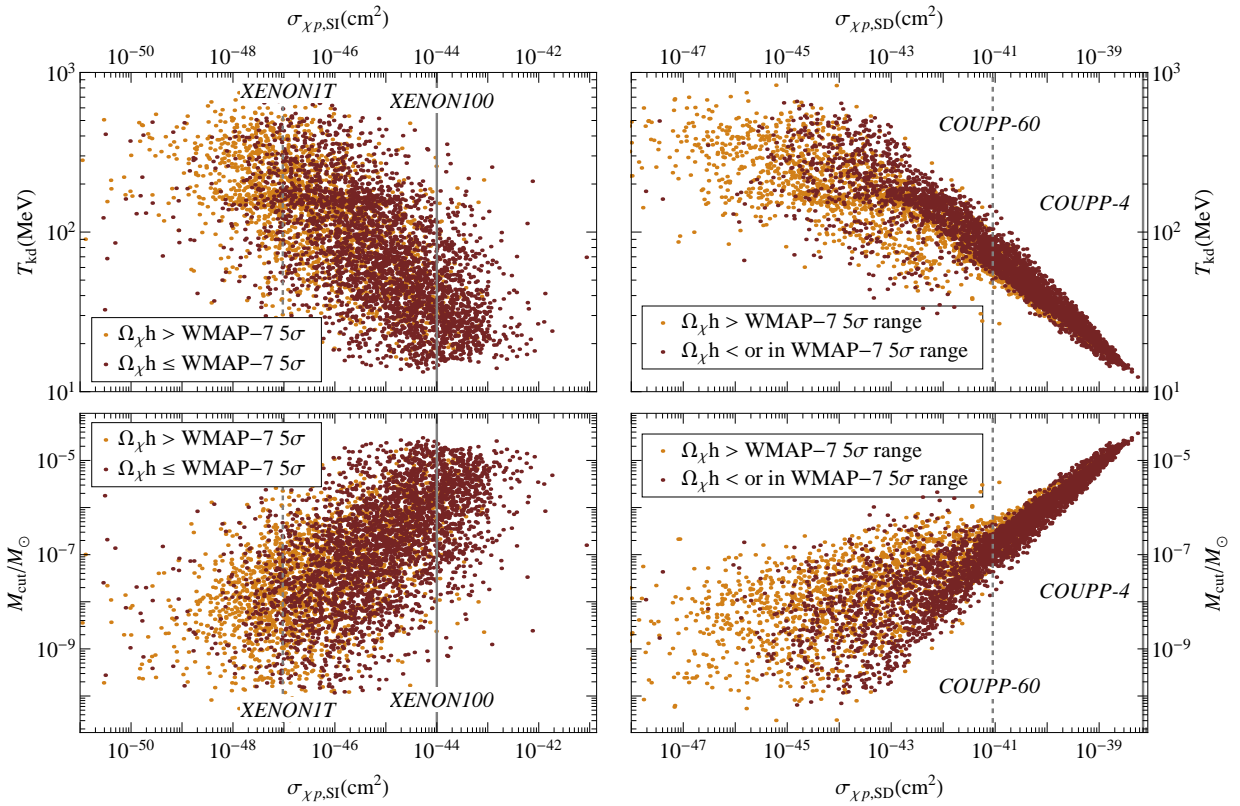 σχp,SI(cm²)
σχp,SD(cm²)
10⁻⁵⁰ 10⁻⁴⁸ 10⁻⁴⁶ 10⁻⁴⁴ 10⁻⁴²
10⁻⁴⁷ 10⁻⁴⁵ 10⁻⁴³ 10⁻⁴¹ 10⁻³⁹
10³
10²
10¹
Tkd(MeV)
XENON1T
XENON100
Ωχh > WMAP−7 5σ
Ωχh ≤ WMAP−7 5σ
COUPP-60
COUPP-4
Ωχh > WMAP−7 5σ range
Ωχh < or in WMAP−7 5σ range
10³
10²
10¹
Tkd(MeV)
10⁻⁵
10⁻⁷
10⁻⁹
Mcut/M⊙
Ωχh > WMAP−7 5σ
Ωχh ≤ WMAP−7 5σ
XENON1T
XENON100
Ωχh > WMAP−7 5σ range
Ωχh < or in WMAP−7 5σ range
COUPP-4
COUPP-60
10⁻⁵
10⁻⁷
10⁻⁹
Mcut/M⊙
10⁻⁵⁰ 10⁻⁴⁸ 10⁻⁴⁶ 10⁻⁴⁴ 10⁻⁴²
10⁻⁴⁷ 10⁻⁴⁵ 10⁻⁴³ 10⁻⁴¹ 10⁻³⁹
σχp,SI(cm²)
σχp,SD(cm²)